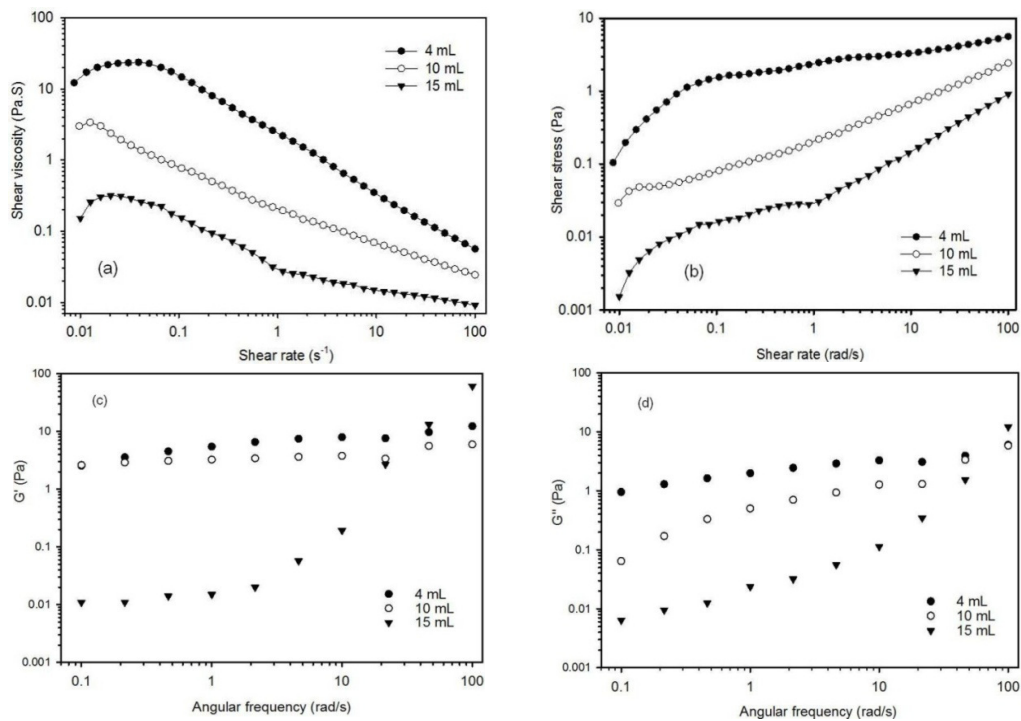 (a)
100
10
1
0.1
0.01
Shear viscosity (Pa.S)
4 mL
10 mL
15 mL
0.01
0.1
1
10
100
Shear rate (s⁻¹)
(b)
10
1
0.1
0.01
0.001
Shear stress (Pa)
4 mL
10 mL
15 mL
0.01
0.1
1
10
100
Shear rate (rad/s)
(c)
100
10
1
0.1
0.01
0.001
G' (Pa)
4 mL
10 mL
15 mL
0.1
1
10
100
Angular frequency (rad/s)
(d)
100
10
1
0.1
0.01
0.001
G'' (Pa)
4 mL
10 mL
15 mL
0.1
1
10
100
Angular frequency (rad/s)